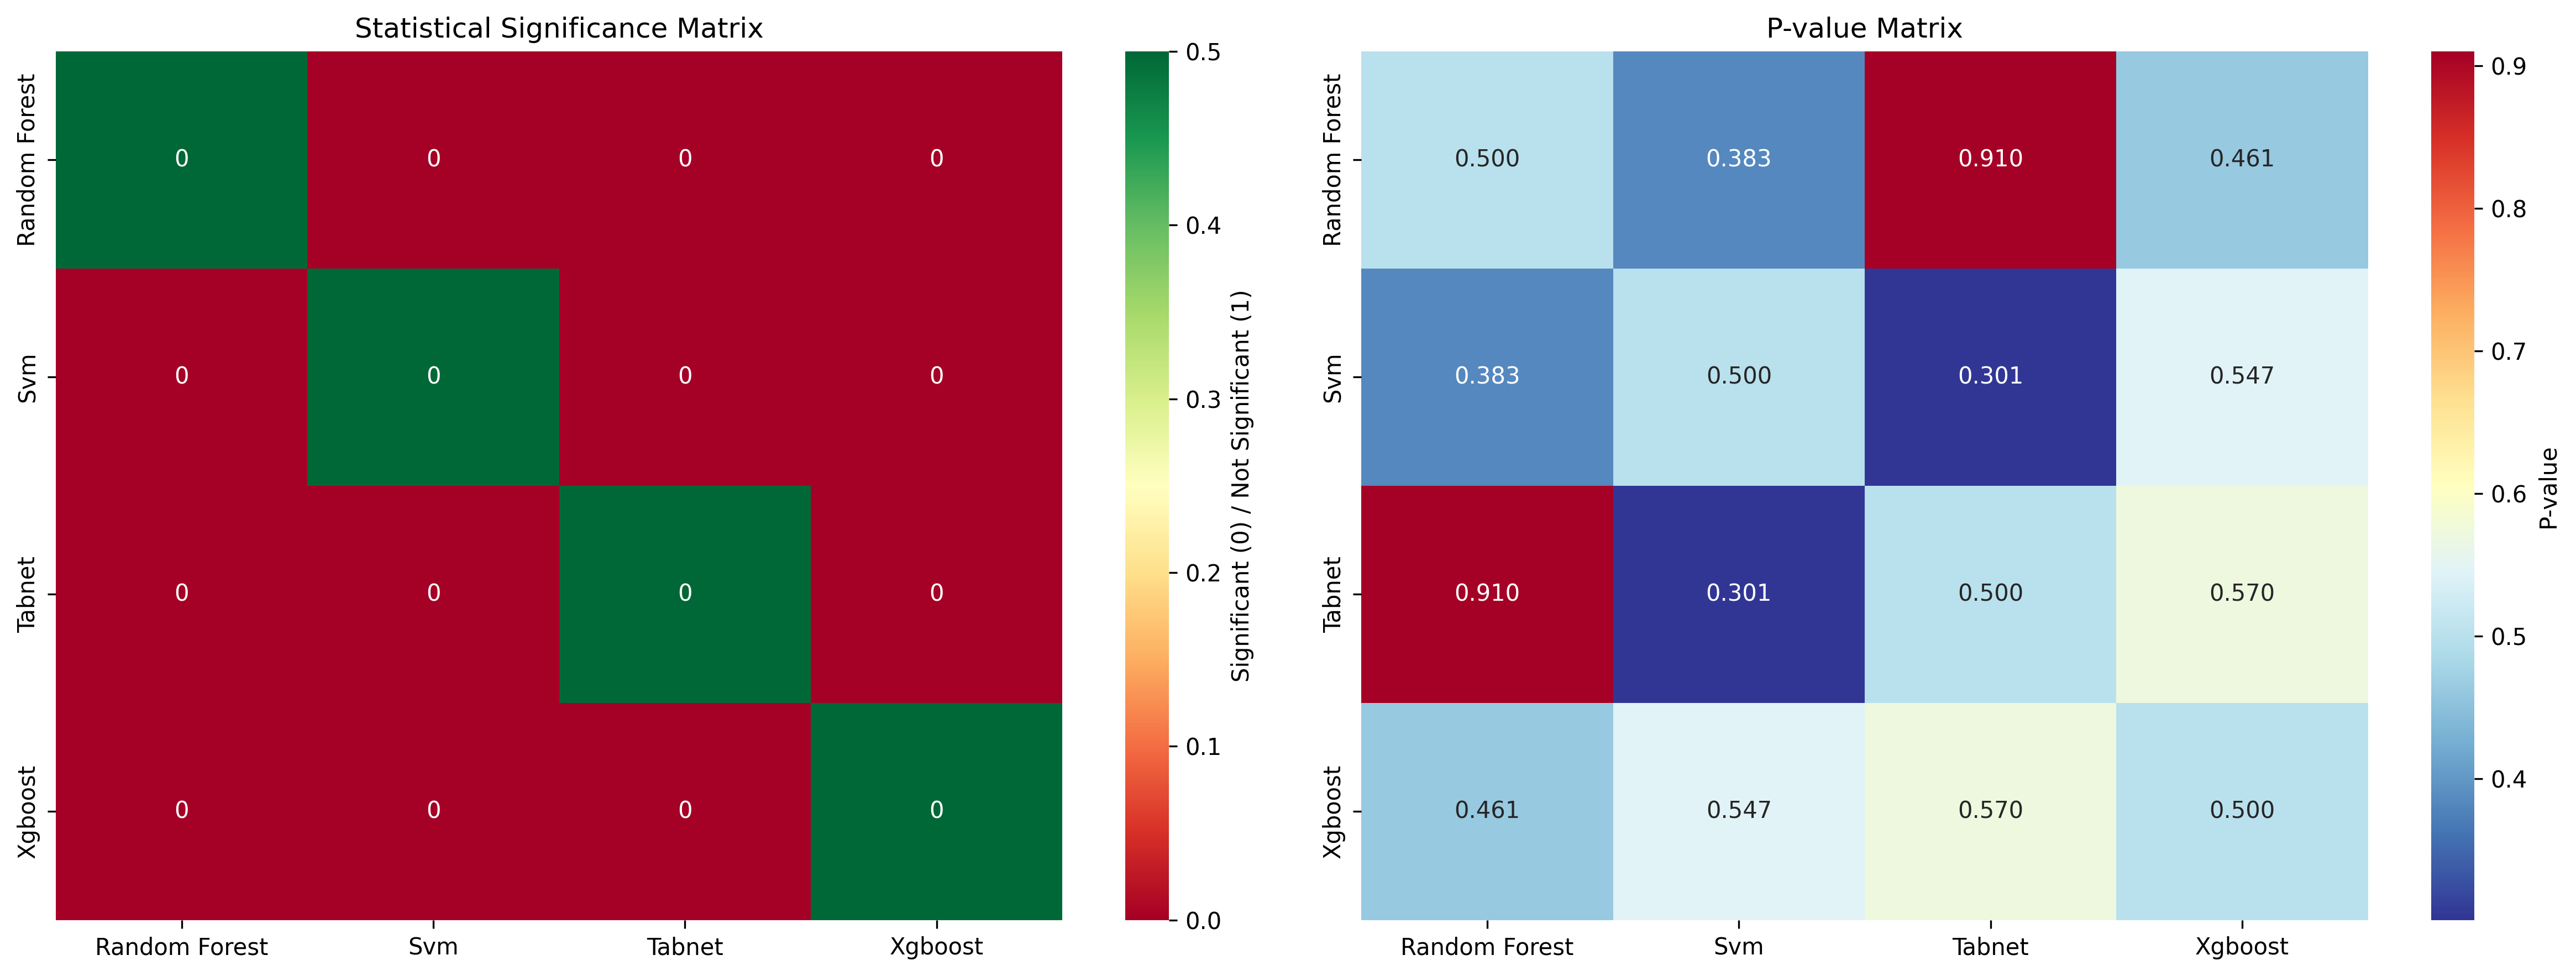 Statistical Significance Matrix
Random Forest
0 0 0 0
Svm
0 0 0 0
Tabnet
0 0 0 0
Xgboost
0 0 0 0
Random Forest Svm Tabnet Xgboost
0.5
0.4
0.3
0.2
0.1
0.0
Significant (0) / Not Significant (1)
P-value Matrix
Random Forest
0.500 0.383 0.910 0.461
Svm
0.383 0.500 0.301 0.547
Tabnet
0.910 0.301 0.500 0.570
Xgboost
0.461 0.547 0.570 0.500
Random Forest Svm Tabnet Xgboost
0.9
0.8
0.7
0.6
0.5
0.4
P-value